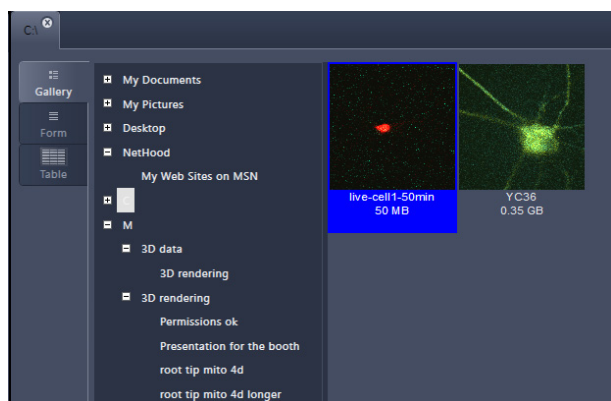 C:\
Gallery
Form
Table
My Documents
My Pictures
Desktop
NetHood
My Web Sites on MSN
C
M
3D data
3D rendering
3D rendering
Permissions ok
Presentation for the booth
root tip mito 4d
root tip mito 4d longer
live-cell1-50min
50 MB
YC36
0.35 GB